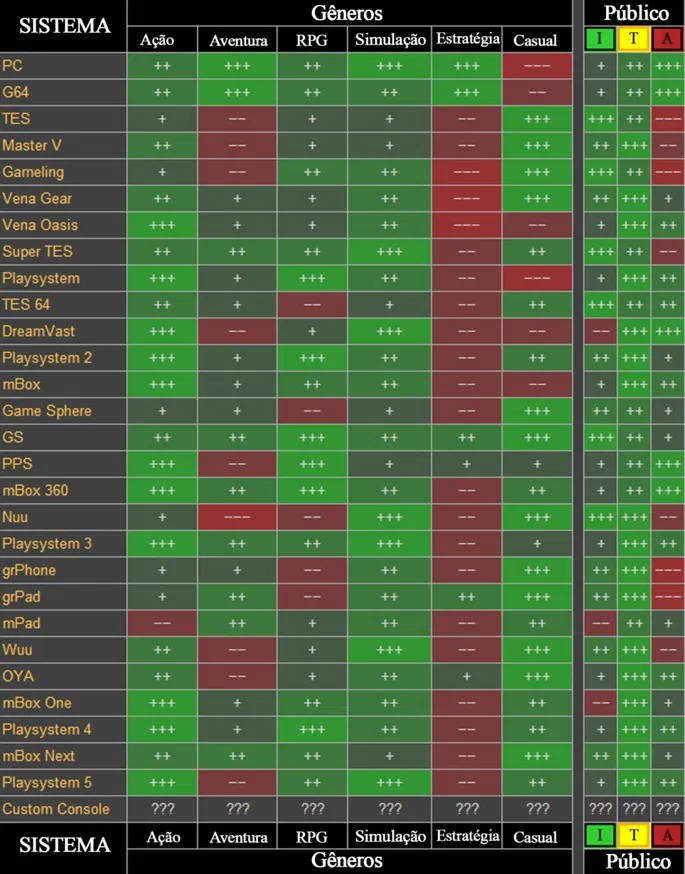 SISTEMA Gêneros Público
Ação Aventura RPG Simulação Estratégia Casual I T A
PC ++ +++ ++ +++ +++ --- + ++ +++
G64 ++ +++ ++ ++ +++ -- + ++ +++
TES + -- + + -- +++ +++ ++ ---
Master V ++ -- + + -- +++ ++ +++ --
Gameling + -- ++ ++ --- +++ +++ ++ ---
Vena Gear ++ + + ++ --- +++ ++ +++ +
Vena Oasis +++ + + ++ --- -- + +++ ++
Super TES ++ ++ ++ +++ -- ++ +++ ++ --
Playsystem +++ + +++ ++ -- --- + +++ ++
TES 64 ++ + -- + -- ++ +++ ++ ++
DreamVast +++ -- + +++ -- -- -- +++ +++
Playsystem 2 +++ + +++ ++ -- ++ ++ +++ +
mBox +++ + ++ ++ -- -- + +++ ++
Game Sphere + + -- + -- +++ ++ ++ +
GS ++ ++ +++ ++ ++ +++ +++ ++ +
PPS +++ -- +++ + + + + ++ +++
mBox 360 +++ ++ +++ ++ -- ++ + ++ +++
Nuu + --- -- +++ -- +++ +++ +++ --
Playsystem 3 +++ ++ ++ +++ -- + + +++ ++
grPhone + + -- ++ -- +++ ++ +++ ---
grPad + ++ -- ++ ++ +++ ++ +++ ---
mPad -- ++ + ++ -- ++ -- ++ +
Wuu ++ -- + +++ -- +++ ++ +++ --
OYA ++ -- + ++ + +++ + +++ ++
mBox One +++ + ++ ++ -- ++ -- +++ +
Playsystem 4 +++ + +++ ++ -- ++ + +++ ++
mBox Next ++ ++ ++ + -- +++ ++ +++ +
Playsystem 5 +++ -- ++ +++ -- ++ + +++ ++
Custom Console ??? ??? ??? ??? ??? ??? ??? ??? ???
SISTEMA Ação Aventura RPG Simulação Estratégia Casual I T A
Gêneros Público